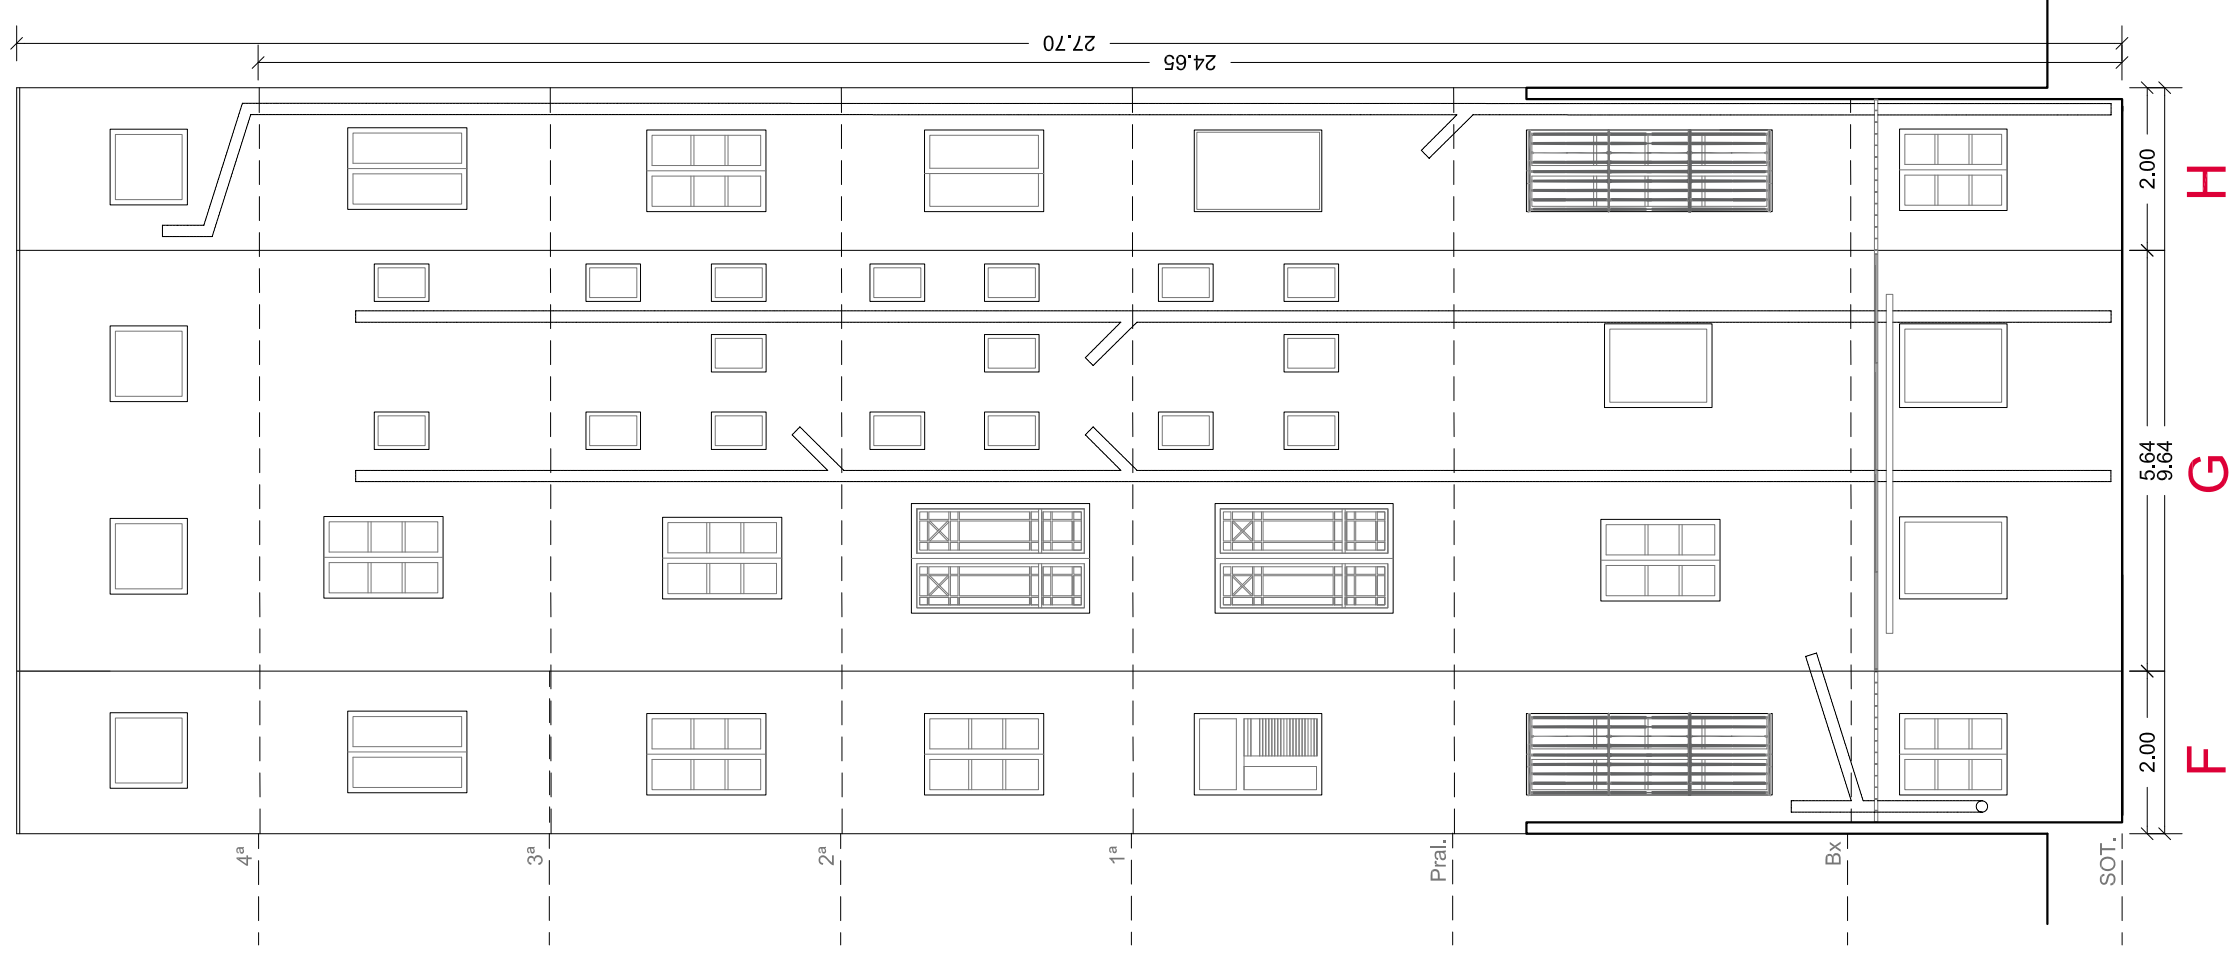 27.70
24.65
2.00
H
5.64
9.64
G
2.00
F
4ª
3ª
2ª
1ª
Pral.
Bx
SOT.